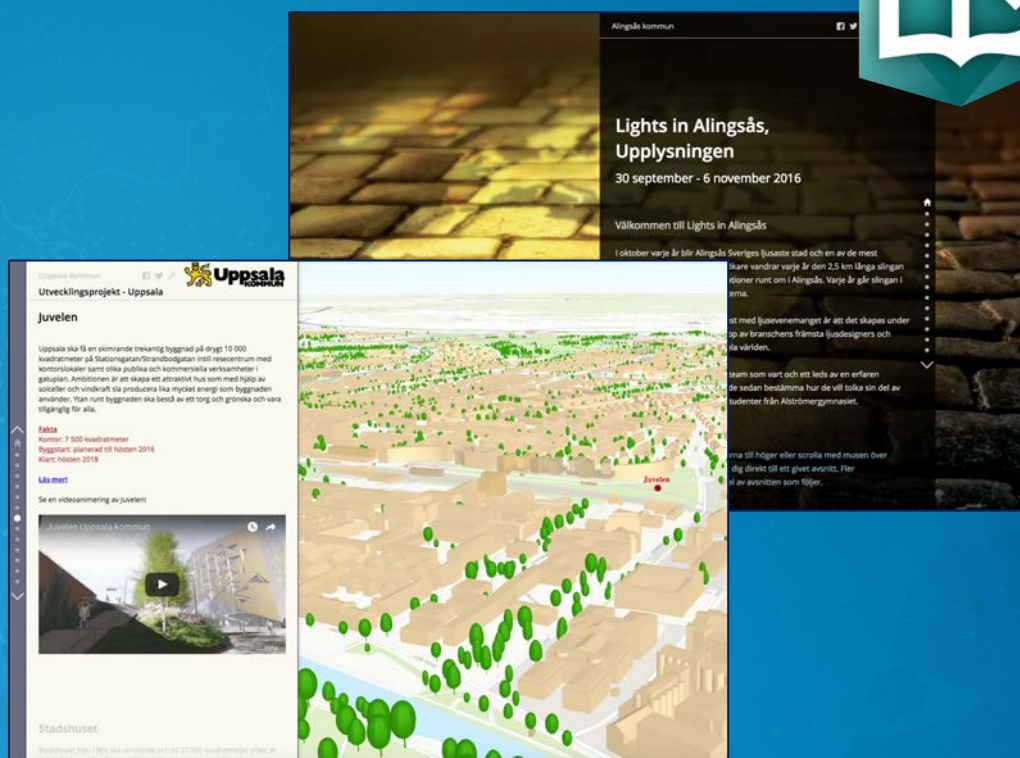 Alingsås kommun
Lights in Alingsås,
Upplysningen
30 september - 6 november 2016
Välkommen till Lights in Alingsås
I oktober varje år blir Alingsås Sveriges ljusaste stad och en av de mest
ökare vandrar varje år den 2,5 km långa slingan
tioner runt om i Alingsås. Varje år går slingan i
tema.
st med ljusevenemanget är att det skapas under
op av branschens främsta ljusdesigners och
ela världen.
team som vart och ett leds av en erfaren
de sedan bestämma hur de vill tolka sin del av
tudenter från Alströmergymnasiet.
rna till höger eller scrolla med musen över
dig direkt till ett givet avsnitt. Fler
el av avsnitten som följer.
Uppsala kommun
Uppsala
KOMMUN
Utvecklingsprojekt - Uppsala
Juvelen
Uppsala ska få en skimrande trekantig byggnad på drygt 10 000
kvadratmeter på Stationsgatan/Strandbodgatan intill resecentrum med
kontorslokaler samt olika publika och kommersiella verksamheter i
gatuplan. Ambitionen är att skapa ett attraktivt hus som med hjälp av
solceller och vindkraft sla producera lika mycket energi som byggnaden
använder. Ytan runt byggnaden ska bestå av ett torg och grönska och vara
tillgänglig för alla.
Fakta
Kontor: 7 500 kvadratmeter
Byggstart: planerad till hösten 2016
Klart: hösten 2018
Läs mer!
Se en videoanimering av Juvelen!
Juvelen Uppsala kommun
Juvelen
Stadshuset